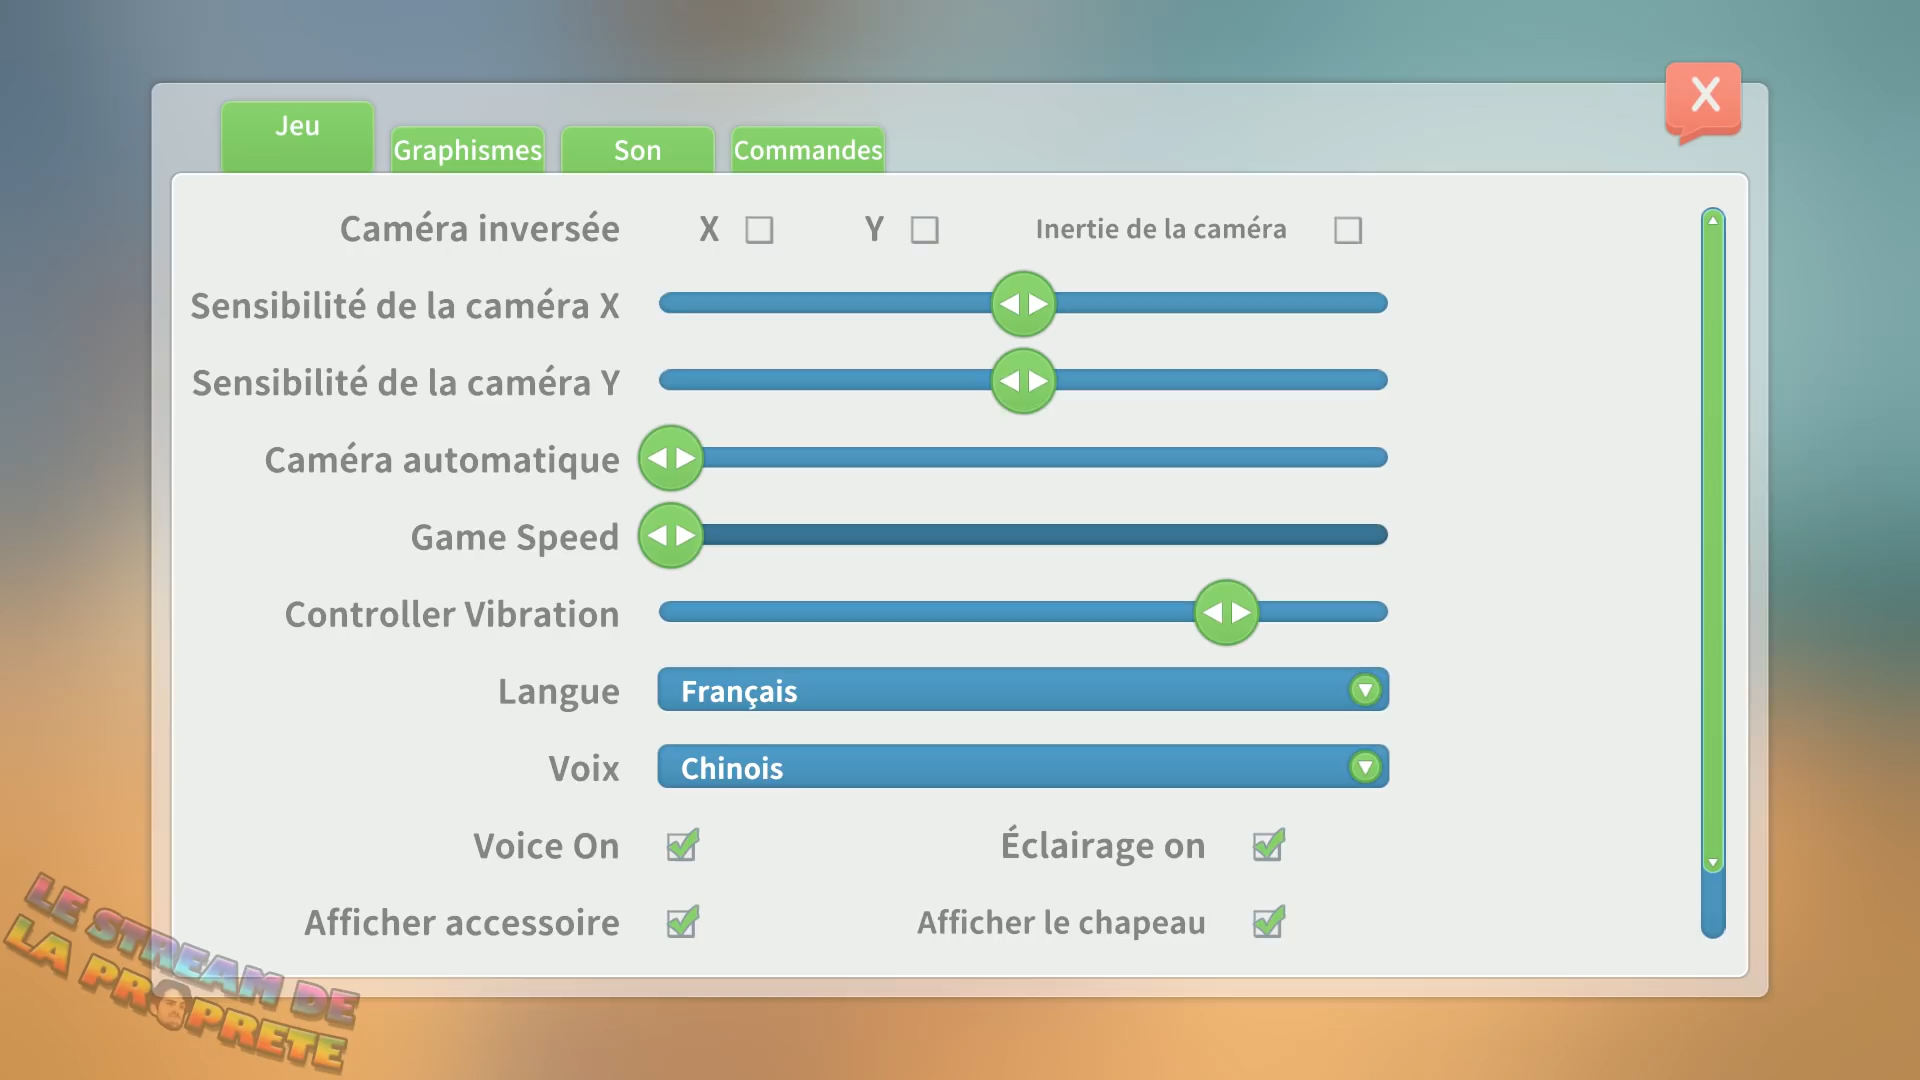 Jeu
Graphismes
Son
Commandes
X
Caméra inversée X Y Inertie de la caméra
Sensibilité de la caméra X
Sensibilité de la caméra Y
Caméra automatique
Game Speed
Controller Vibration
Langue Français
Voix Chinois
Voice On Éclairage on
Afficher accessoire Afficher le chapeau
LE STREAM DE
LA PROPRETE